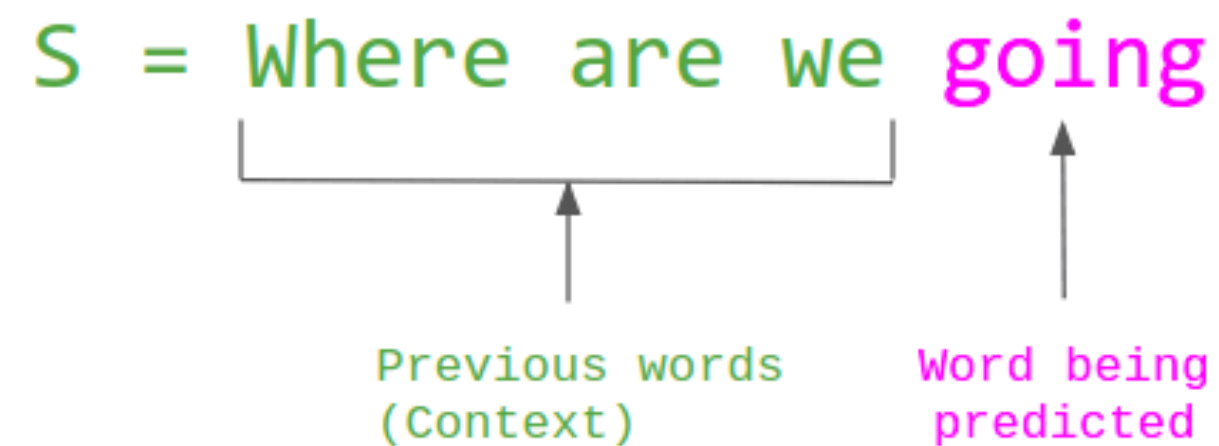 S = Where are we going
Previous words
(Context)
Word being
predicted